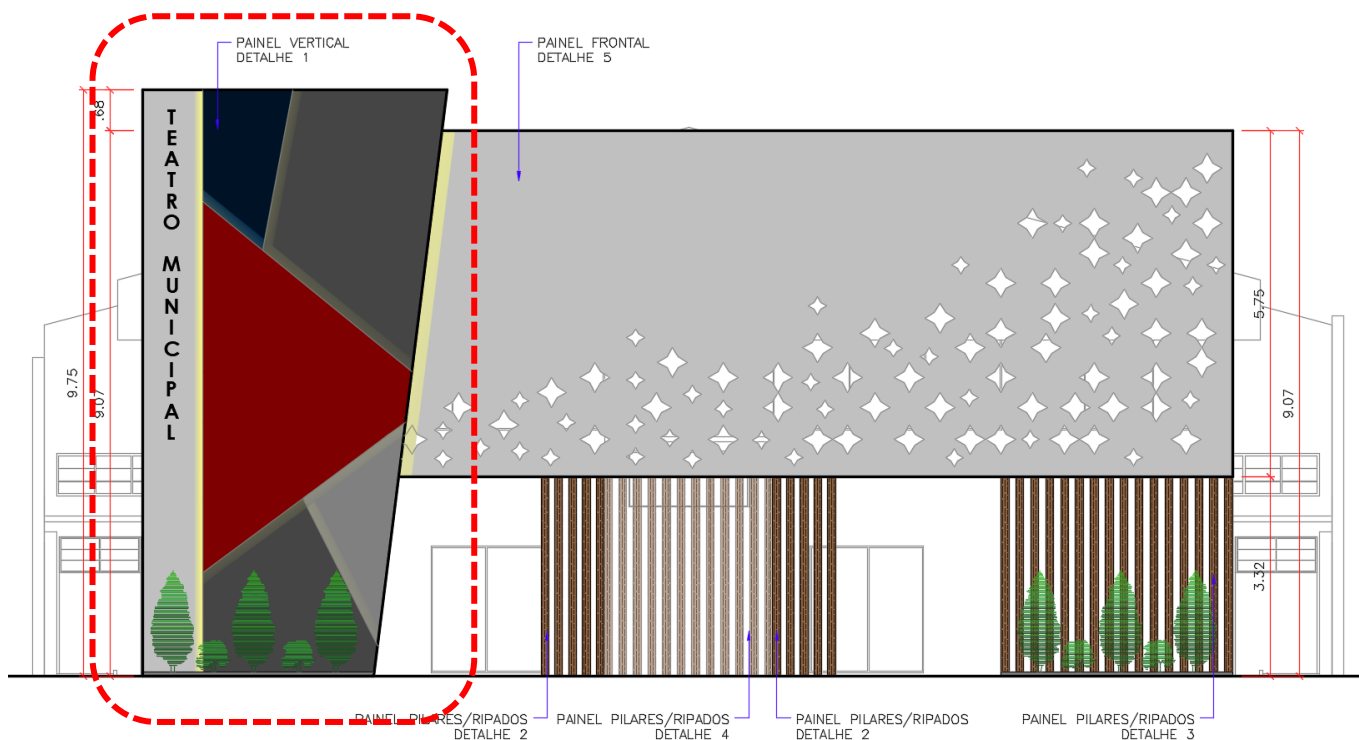 PAINEL VERTICAL
DETALHE 1
PAINEL FRONTAL
DETALHE 5
.68
9.75
9.07
TEATRO MUNICIPAL
5.75
9.07
3.32
PAINEL PILARES/RIPADOS
DETALHE 2
PAINEL PILARES/RIPADOS
DETALHE 4
PAINEL PILARES/RIPADOS
DETALHE 2
PAINEL PILARES/RIPADOS
DETALHE 3